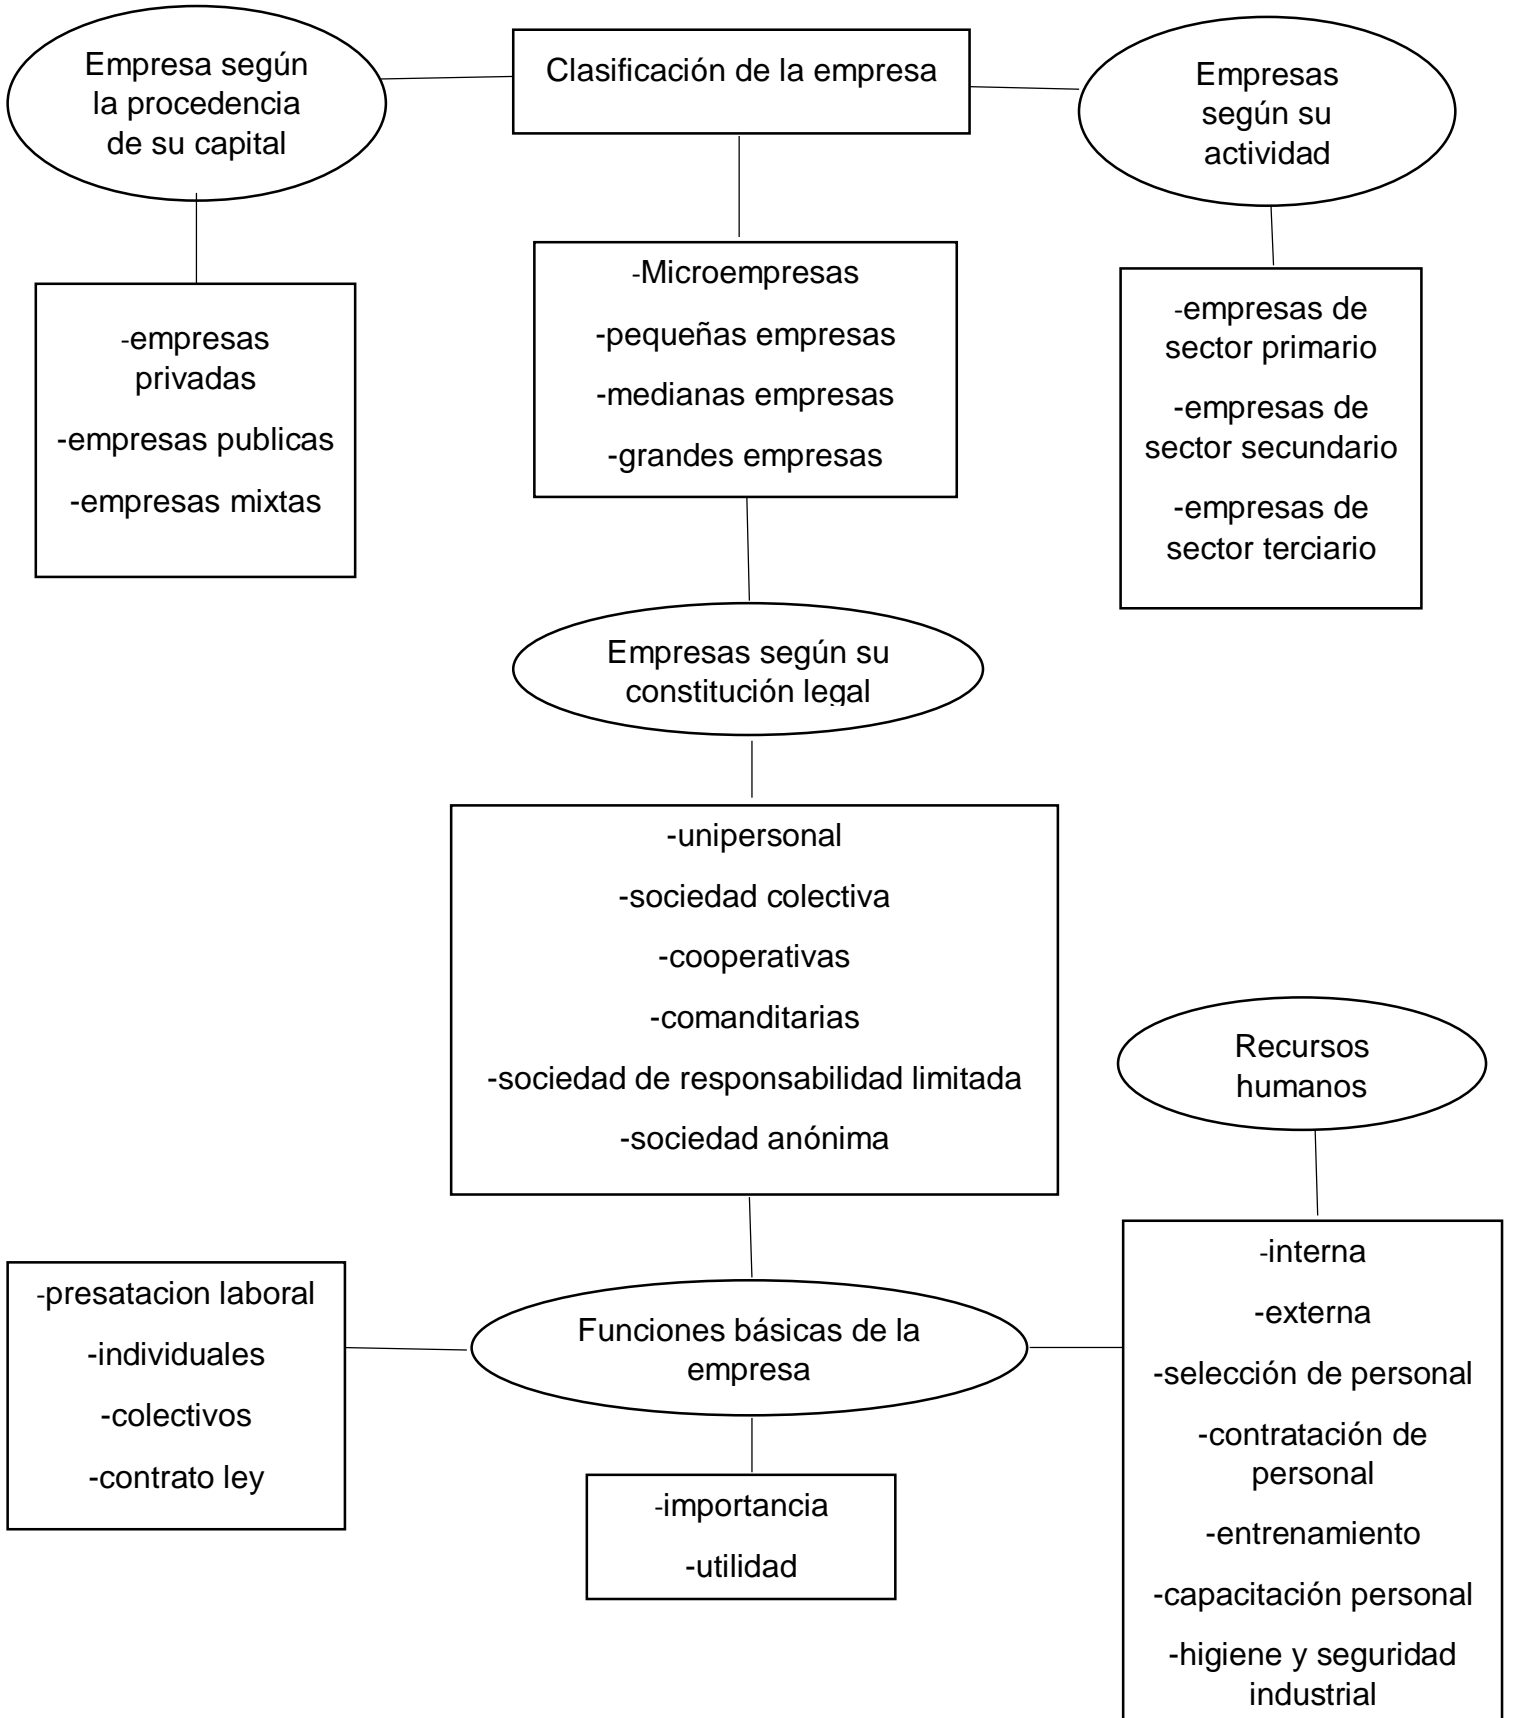 Empresa según
la procedencia
de su capital
Clasificación de la empresa
Empresas
según su
actividad
-empresas
privadas
-empresas publicas
-empresas mixtas
-Microempresas
-pequeñas empresas
-medianas empresas
-grandes empresas
-empresas de
sector primario
-empresas de
sector secundario
-empresas de
sector terciario
Empresas según su
constitución legal
-unipersonal
-sociedad colectiva
-cooperativas
-comanditarias
-sociedad de responsabilidad limitada
-sociedad anónima
Recursos
humanos
-presatacion laboral
-individuales
-colectivos
-contrato ley
Funciones básicas de la
empresa
-importancia
-utilidad
-interna
-externa
-selección de personal
-contratación de
personal
-entrenamiento
-capacitación personal
-higiene y seguridad
industrial